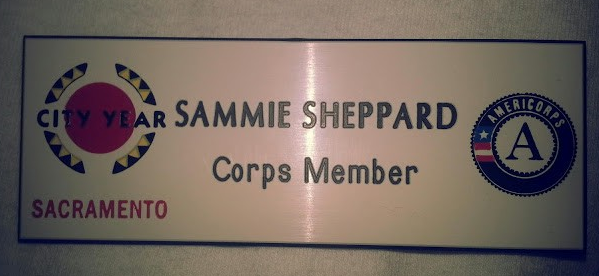 CITY YEAR
SACRAMENTO
SAMMIE SHEPPARD
Corps Member
AMERICORPS
A